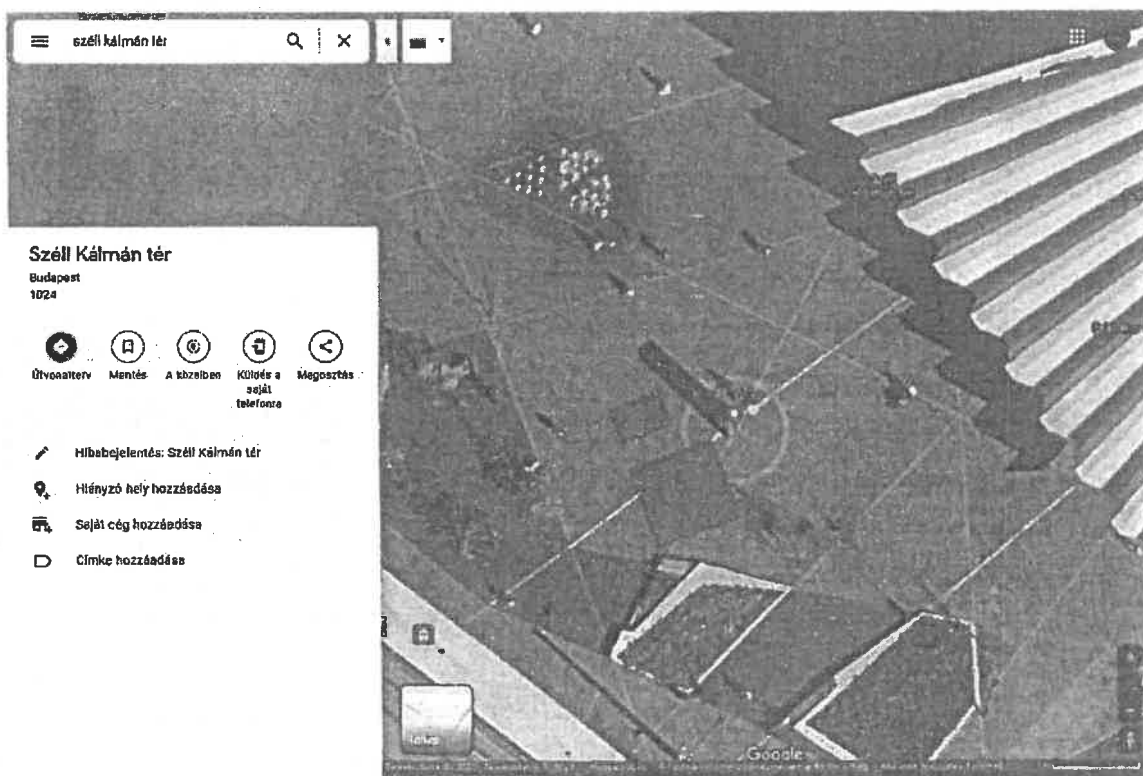 széll kálmán tér
Széll Kálmán tér
Budapest
1024
Útvonalterv
Mentés
A közelben
Küldés a
saját
telefonra
Megosztás
Hibabejelentés: Széll Kálmán tér
Hiányzó hely hozzáadása
Saját cég hozzáadása
Címke hozzáadása
Google